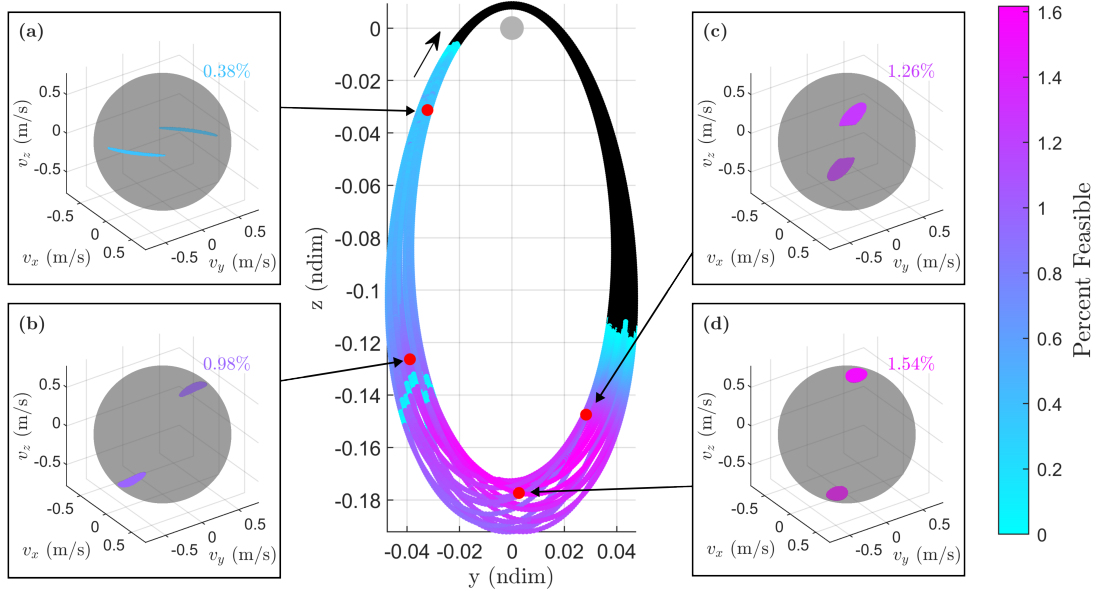 (a)
0.38%
0.5
0
-0.5
v_z (m/s)
-0.5
0
0.5
v_x (m/s)
-0.5
0
0.5
v_y (m/s)
(b)
0.98%
0.5
0
-0.5
v_z (m/s)
-0.5
0
0.5
v_x (m/s)
-0.5
0
0.5
v_y (m/s)
0
-0.02
-0.04
-0.06
-0.08
-0.1
-0.12
-0.14
-0.16
-0.18
z (ndim)
-0.04 -0.02 0 0.02 0.04
y (ndim)
(c)
1.26%
0.5
0
-0.5
v_z (m/s)
-0.5
0
0.5
v_x (m/s)
-0.5
0
0.5
v_y (m/s)
(d)
1.54%
0.5
0
-0.5
v_z (m/s)
-0.5
0
0.5
v_x (m/s)
-0.5
0
0.5
v_y (m/s)
1.6
1.4
1.2
1
0.8
0.6
0.4
0.2
0
Percent Feasible